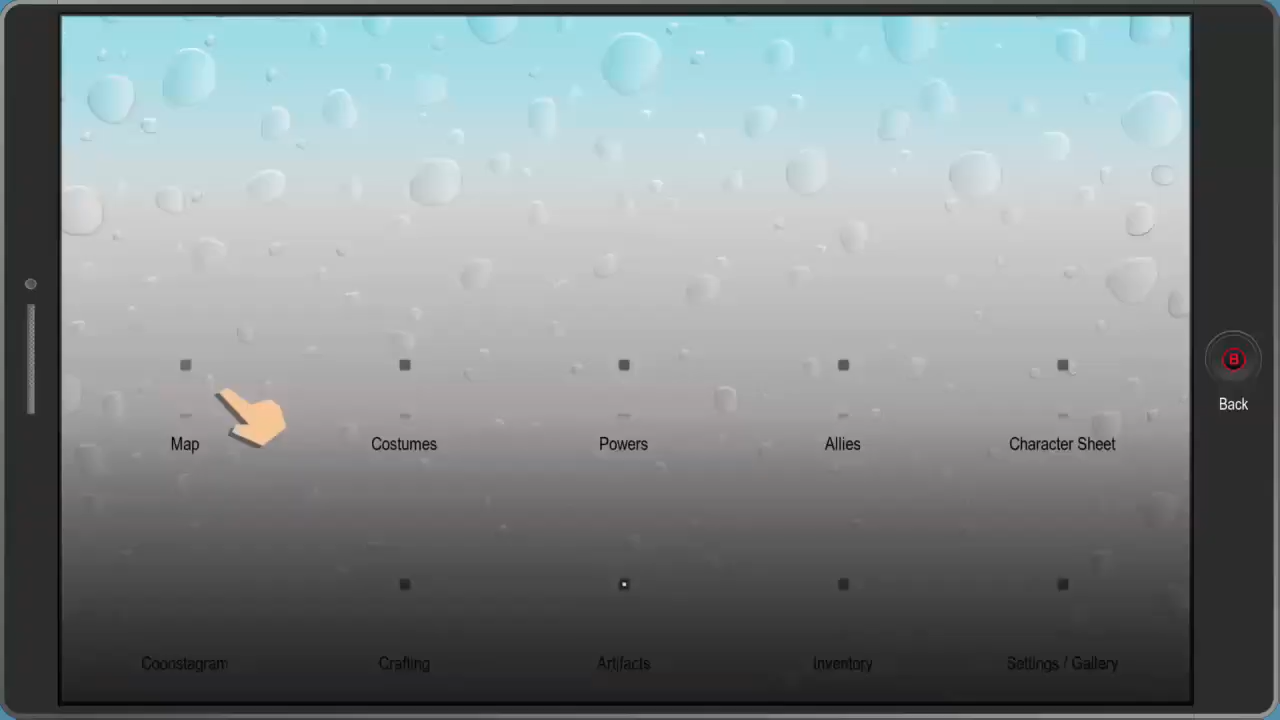 B
Back
Map
Costumes
Powers
Allies
Character Sheet
Coonstagram
Crafting
Artifacts
Inventory
Settings / Gallery